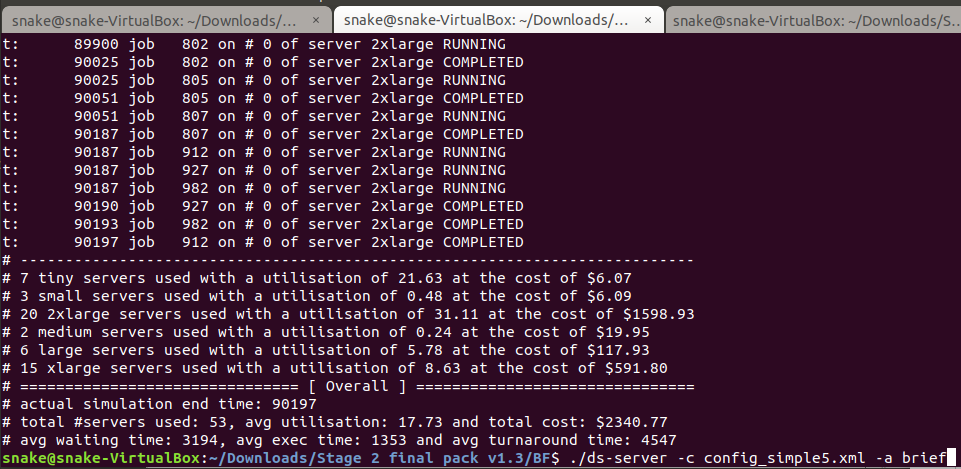 snake@snake-VirtualBox: ~/Downloads/... × snake@snake-VirtualBox: ~/Downloads/... × snake@snake-VirtualBox: ~/Downloads/S...
t:      89900 job   802 on # 0 of server 2xlarge RUNNING
t:      90025 job   802 on # 0 of server 2xlarge COMPLETED
t:      90025 job   805 on # 0 of server 2xlarge RUNNING
t:      90051 job   805 on # 0 of server 2xlarge COMPLETED
t:      90051 job   807 on # 0 of server 2xlarge RUNNING
t:      90187 job   807 on # 0 of server 2xlarge COMPLETED
t:      90187 job   912 on # 0 of server 2xlarge RUNNING
t:      90187 job   927 on # 0 of server 2xlarge RUNNING
t:      90187 job   982 on # 0 of server 2xlarge RUNNING
t:      90190 job   927 on # 0 of server 2xlarge COMPLETED
t:      90193 job   982 on # 0 of server 2xlarge COMPLETED
t:      90197 job   912 on # 0 of server 2xlarge COMPLETED
# ---------------------------------------------------------------------------
# 7 tiny servers used with a utilisation of 21.63 at the cost of $6.07
# 3 small servers used with a utilisation of 0.48 at the cost of $6.09
# 20 2xlarge servers used with a utilisation of 31.11 at the cost of $1598.93
# 2 medium servers used with a utilisation of 0.24 at the cost of $19.95
# 6 large servers used with a utilisation of 5.78 at the cost of $117.93
# 15 xlarge servers used with a utilisation of 8.63 at the cost of $591.80
# =============================== [ Overall ] ===============================
# actual simulation end time: 90197
# total #servers used: 53, avg utilisation: 17.73 and total cost: $2340.77
# avg waiting time: 3194, avg exec time: 1353 and avg turnaround time: 4547
snake@snake-VirtualBox:~/Downloads/Stage 2 final pack v1.3/BF$ ./ds-server -c config_simple5.xml -a brief